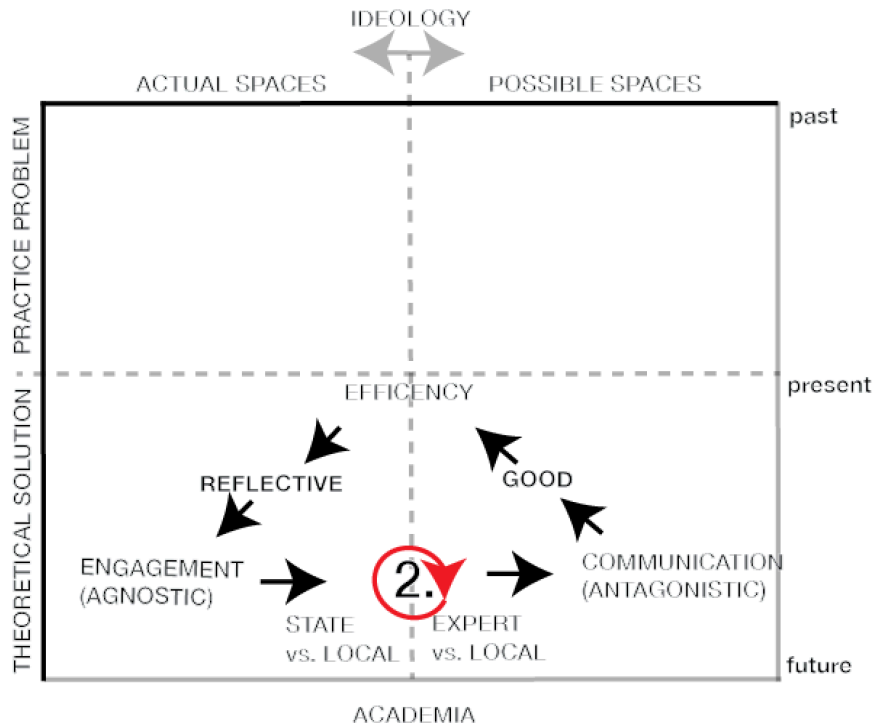 IDEOLOGY
ACTUAL SPACES
POSSIBLE SPACES
past
PRACTICE PROBLEM
present
EFFICENCY
THEORETICAL SOLUTION
REFLECTIVE
GOOD
ENGAGEMENT
(AGNOSTIC)
2.
COMMUNICATION
(ANTAGONISTIC)
STATE
vs. LOCAL
EXPERT
vs. LOCAL
future
ACADEMIA